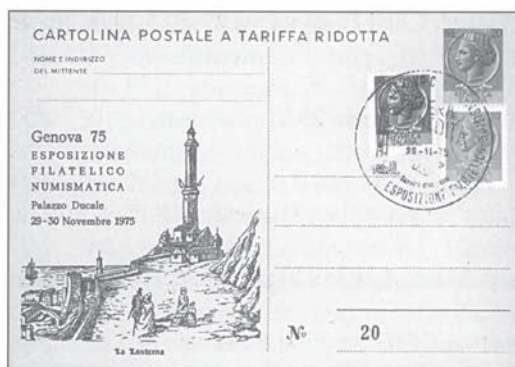 CARTOLINA POSTALE A TARIFFA RIDOTTA
NOME E INDIRIZZO
DEL MITTENTE
Genova 75
ESPOSIZIONE
FILATELICO
NUMISMATICA
Palazzo Ducale
29-30 Novembre 1975
La Lanterna
ESPOSIZIONE
No 20